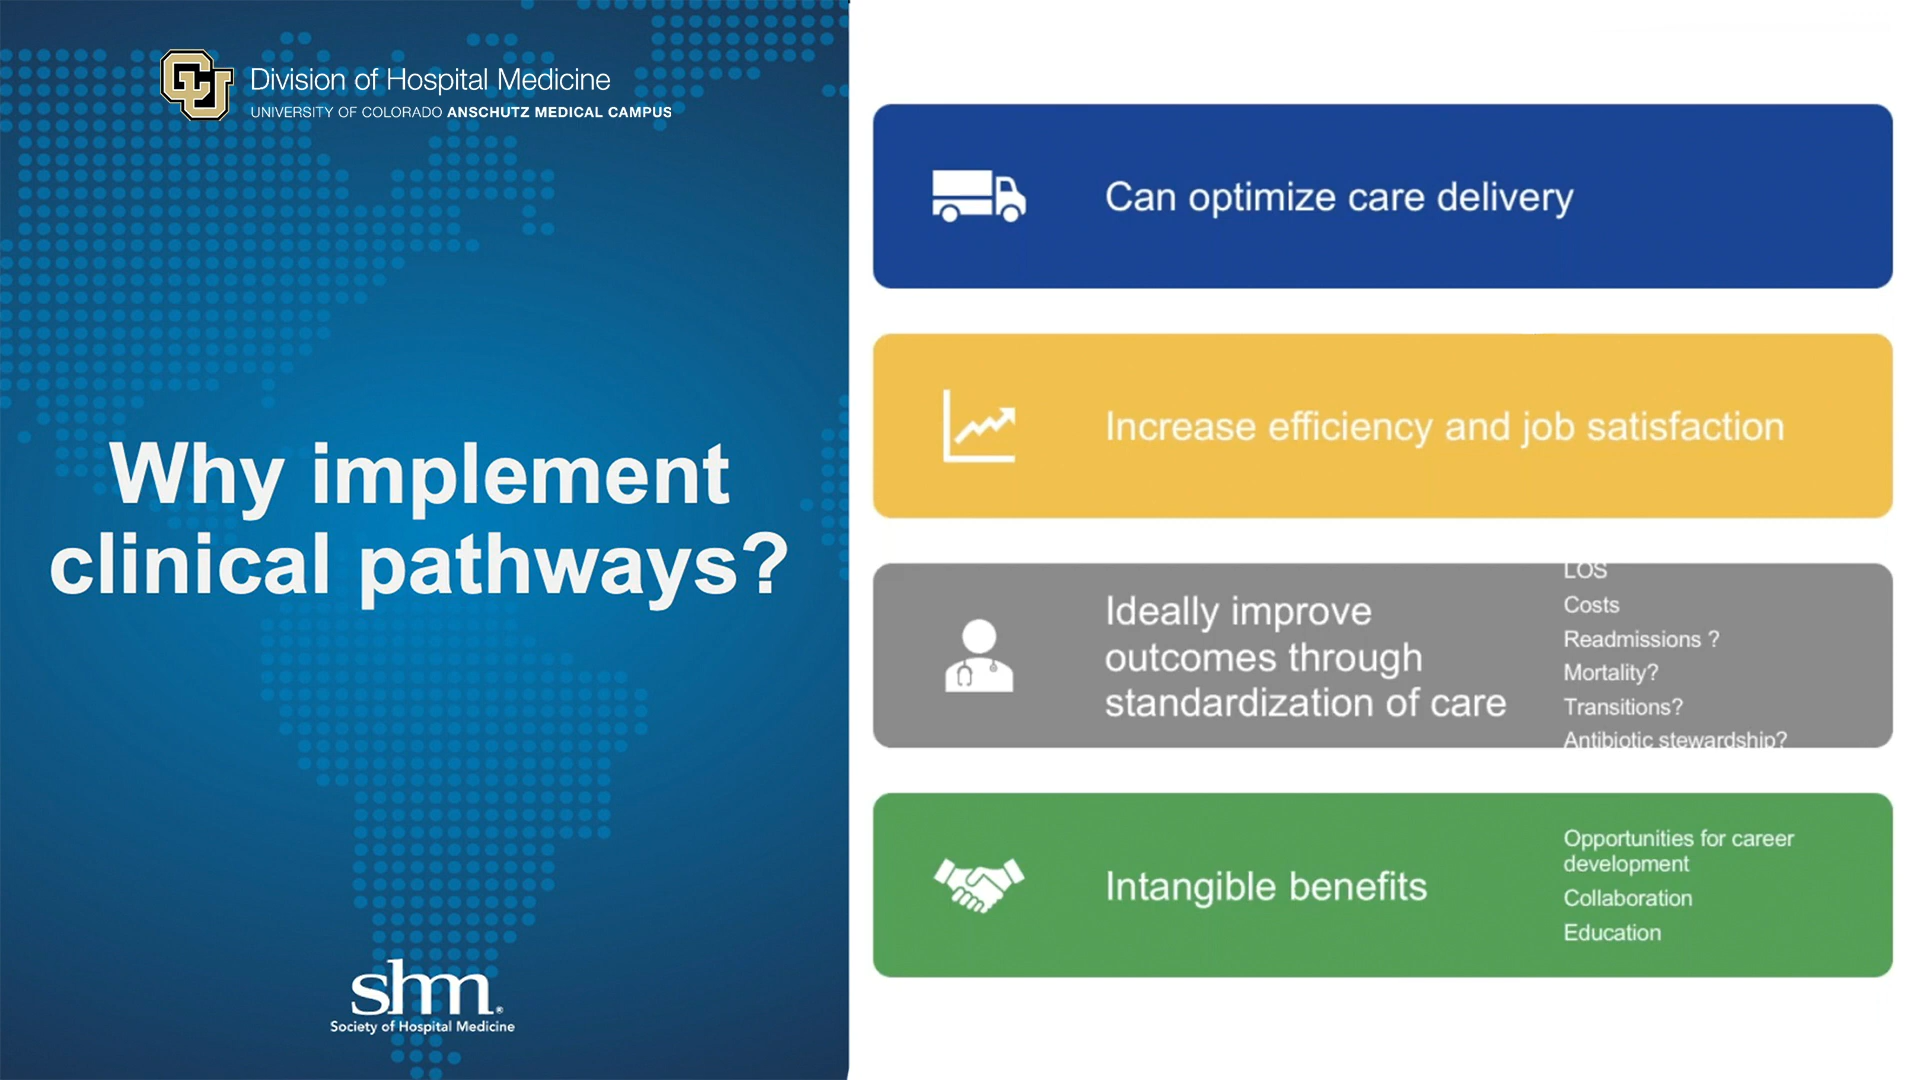 Division of Hospital Medicine
UNIVERSITY OF COLORADO ANSCHUTZ MEDICAL CAMPUS
Why implement
clinical pathways?
shm
Society of Hospital Medicine
Can optimize care delivery
Increase efficiency and job satisfaction
Ideally improve
outcomes through
standardization of care
LOS
Costs
Readmissions ?
Mortality?
Transitions?
Antibiotic stewardship?
Intangible benefits
Opportunities for career
development
Collaboration
Education